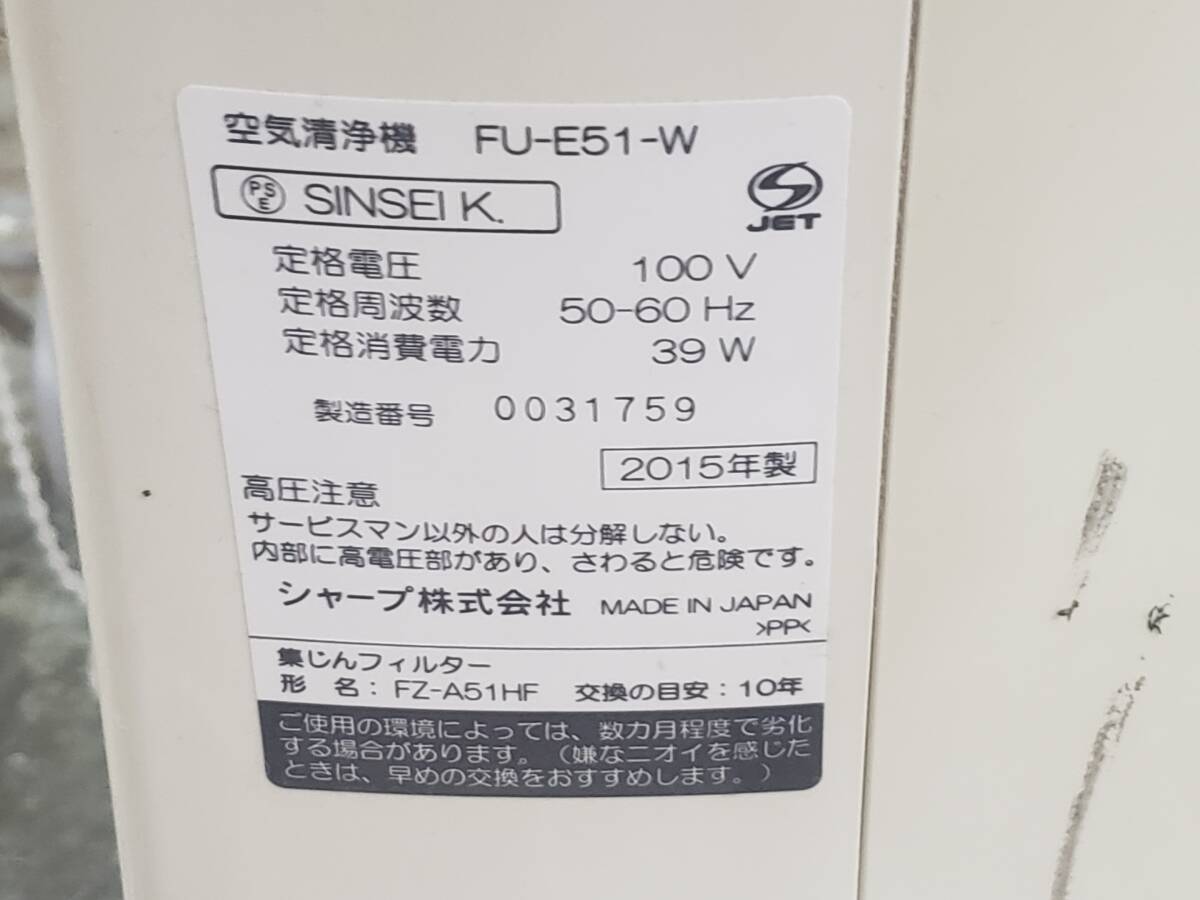 空気清浄機 FU-E51-W
PSE SINSEI K.
JET
定格電圧 100 V
定格周波数 50-60 Hz
定格消費電力 39 W
製造番号 0031759
2015年製
高圧注意
サービスマン以外の人は分解しない。
内部に高電圧部があり、さわると危険です。
シャープ株式会社 MADE IN JAPAN
>PP<
集じんフィルター
形 名：FZ-A51HF 交換の目安：10年
ご使用の環境によっては、数カ月程度で劣化
する場合があります。（嫌なニオイを感じた
ときは、早めの交換をおすすめします。）